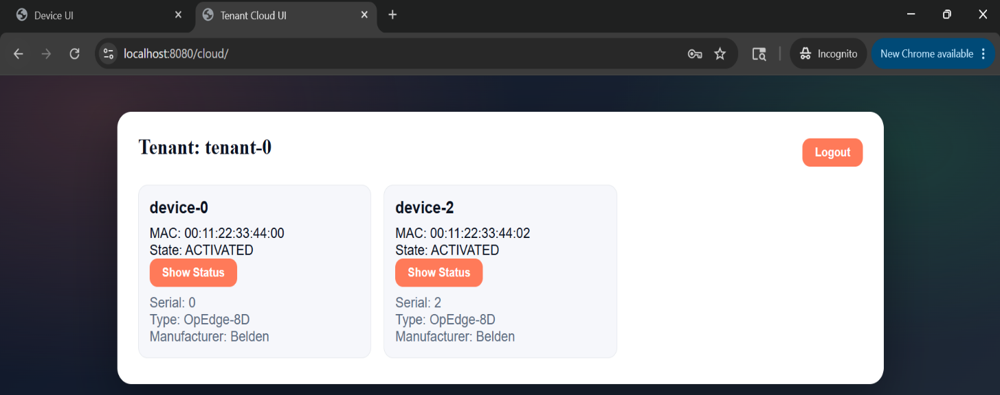 Device UI
Tenant Cloud UI
localhost:8080/cloud/
Incognito
New Chrome available
Tenant: tenant-0
Logout
device-0
MAC: 00:11:22:33:44:00
State: ACTIVATED
Show Status
Serial: 0
Type: OpEdge-8D
Manufacturer: Belden
device-2
MAC: 00:11:22:33:44:02
State: ACTIVATED
Show Status
Serial: 2
Type: OpEdge-8D
Manufacturer: Belden